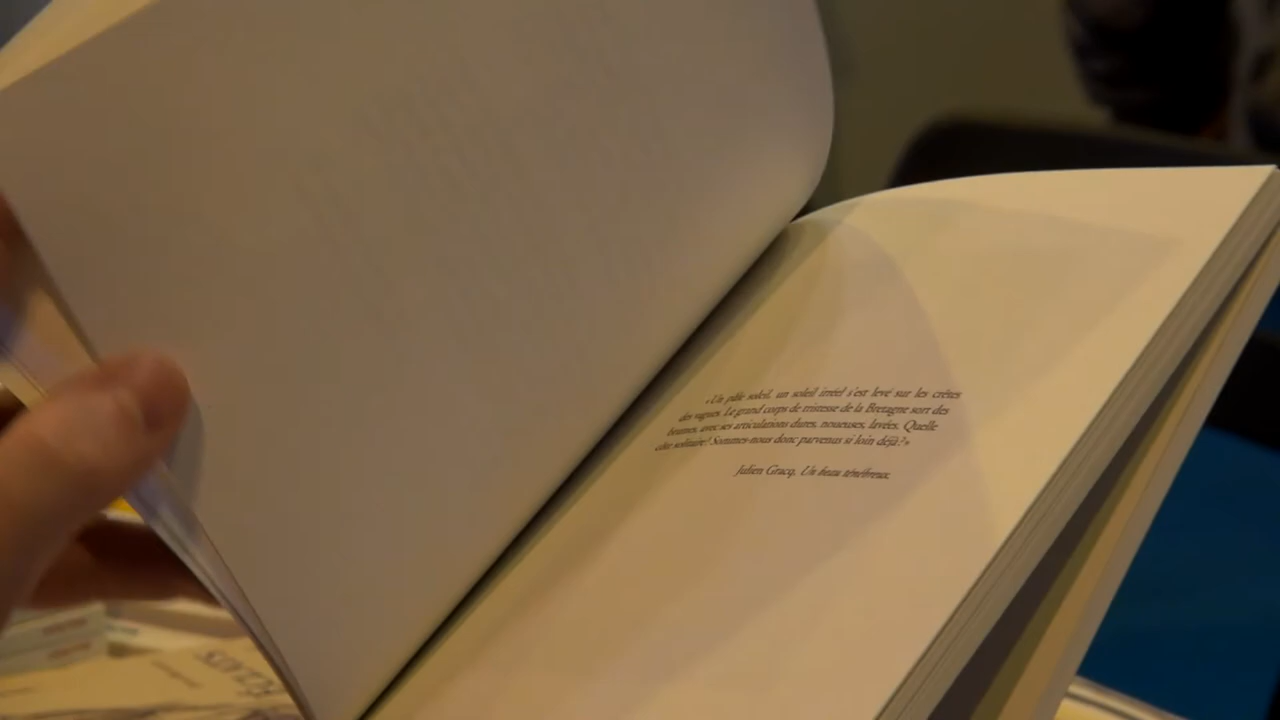 «Un pâle soleil, un soleil irréel s'est levé sur les crêtes
des vagues. Le grand corps de tristesse de la Bretagne sort des
brumes, avec ses articulations dures, noueuses, lavées. Quelle
côte solitaire! Sommes-nous donc parvenus si loin déjà?»
Julien Gracq, Un beau ténébreux.